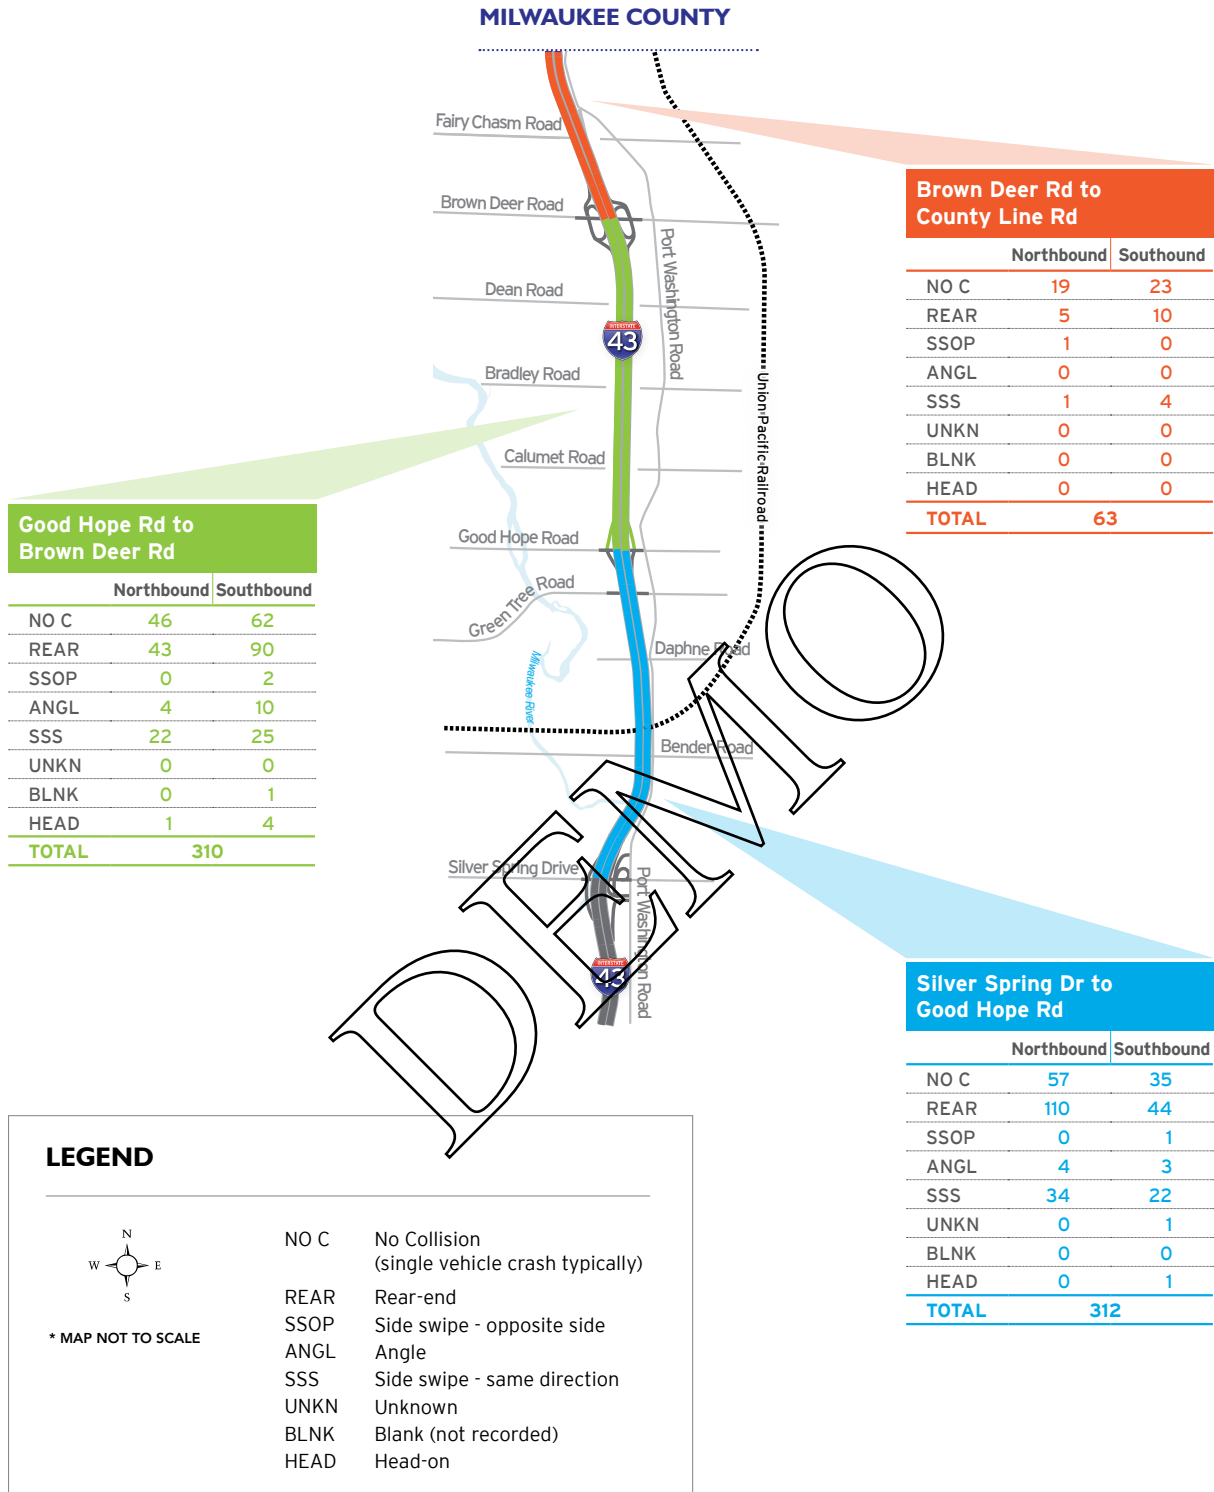 MILWAUKEE COUNTY
Fairy Chasm Road
Brown Deer Road
Port Washington Road
Dean Road
INTERSTATE
43
Bradley Road
Union Pacific Railroad
Calumet Road
Good Hope Road
Green Tree Road
Daphne Road
Milwaukee River
Bender Road
Silver Spring Drive
Port Washington Road
INTERSTATE
43
DEMO
Brown Deer Rd to
County Line Rd
Northbound Southound
NO C 19 23
REAR 5 10
SSOP 1 0
ANGL 0 0
SSS 1 4
UNKN 0 0
BLNK 0 0
HEAD 0 0
TOTAL 63
Good Hope Rd to
Brown Deer Rd
Northbound Southbound
NO C 46 62
REAR 43 90
SSOP 0 2
ANGL 4 10
SSS 22 25
UNKN 0 0
BLNK 0 1
HEAD 1 4
TOTAL 310
Silver Spring Dr to
Good Hope Rd
Northbound Southbound
NO C 57 35
REAR 110 44
SSOP 0 1
ANGL 4 3
SSS 34 22
UNKN 0 1
BLNK 0 0
HEAD 0 1
TOTAL 312
LEGEND
N
W E
S
* MAP NOT TO SCALE
NO C No Collision
(single vehicle crash typically)
REAR Rear-end
SSOP Side swipe - opposite side
ANGL Angle
SSS Side swipe - same direction
UNKN Unknown
BLNK Blank (not recorded)
HEAD Head-on